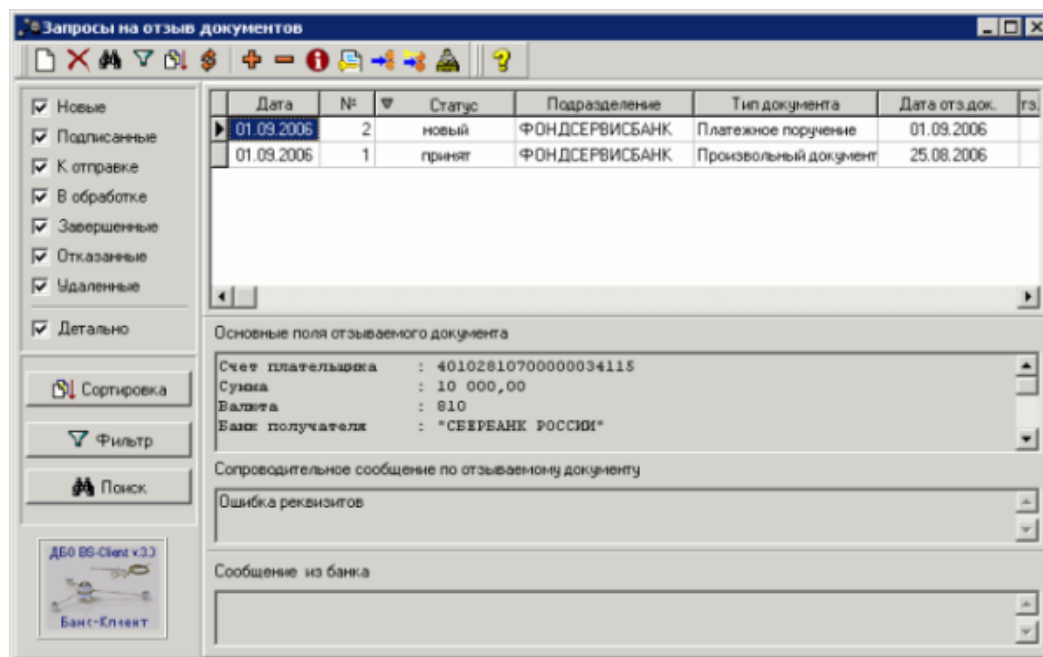 Запросы на отзыв документов
Новые
Подписанные
К отправке
В обработке
Завершенные
Отказанные
Удаленные
Детально
Сортировка
Фильтр
Поиск
ДБО BS-Client v.3.3
Банк-Клиент
Дата № Статус Подразделение Тип документа Дата отз.док. тз.
01.09.2006 2 новый ФОНДСЕРВИСБАНК Платежное поручение 01.09.2006
01.09.2006 1 принят ФОНДСЕРВИСБАНК Произвольный документ 25.08.2006
Основные поля отзываемого документа
Счет плательщика : 40102810700000034115
Сумма : 10 000,00
Валюта : 810
Банк получателя : "СБЕРБАНК РОССИИ"
Сопроводительное сообщение по отзываемому документу
Ошибка реквизитов
Сообщение из банка